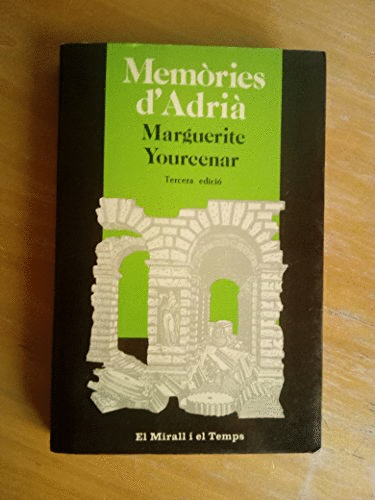 Memòries
d'Adrià
Marguerite
Yourcenar
Tercera edició
El Mirall i el Temps